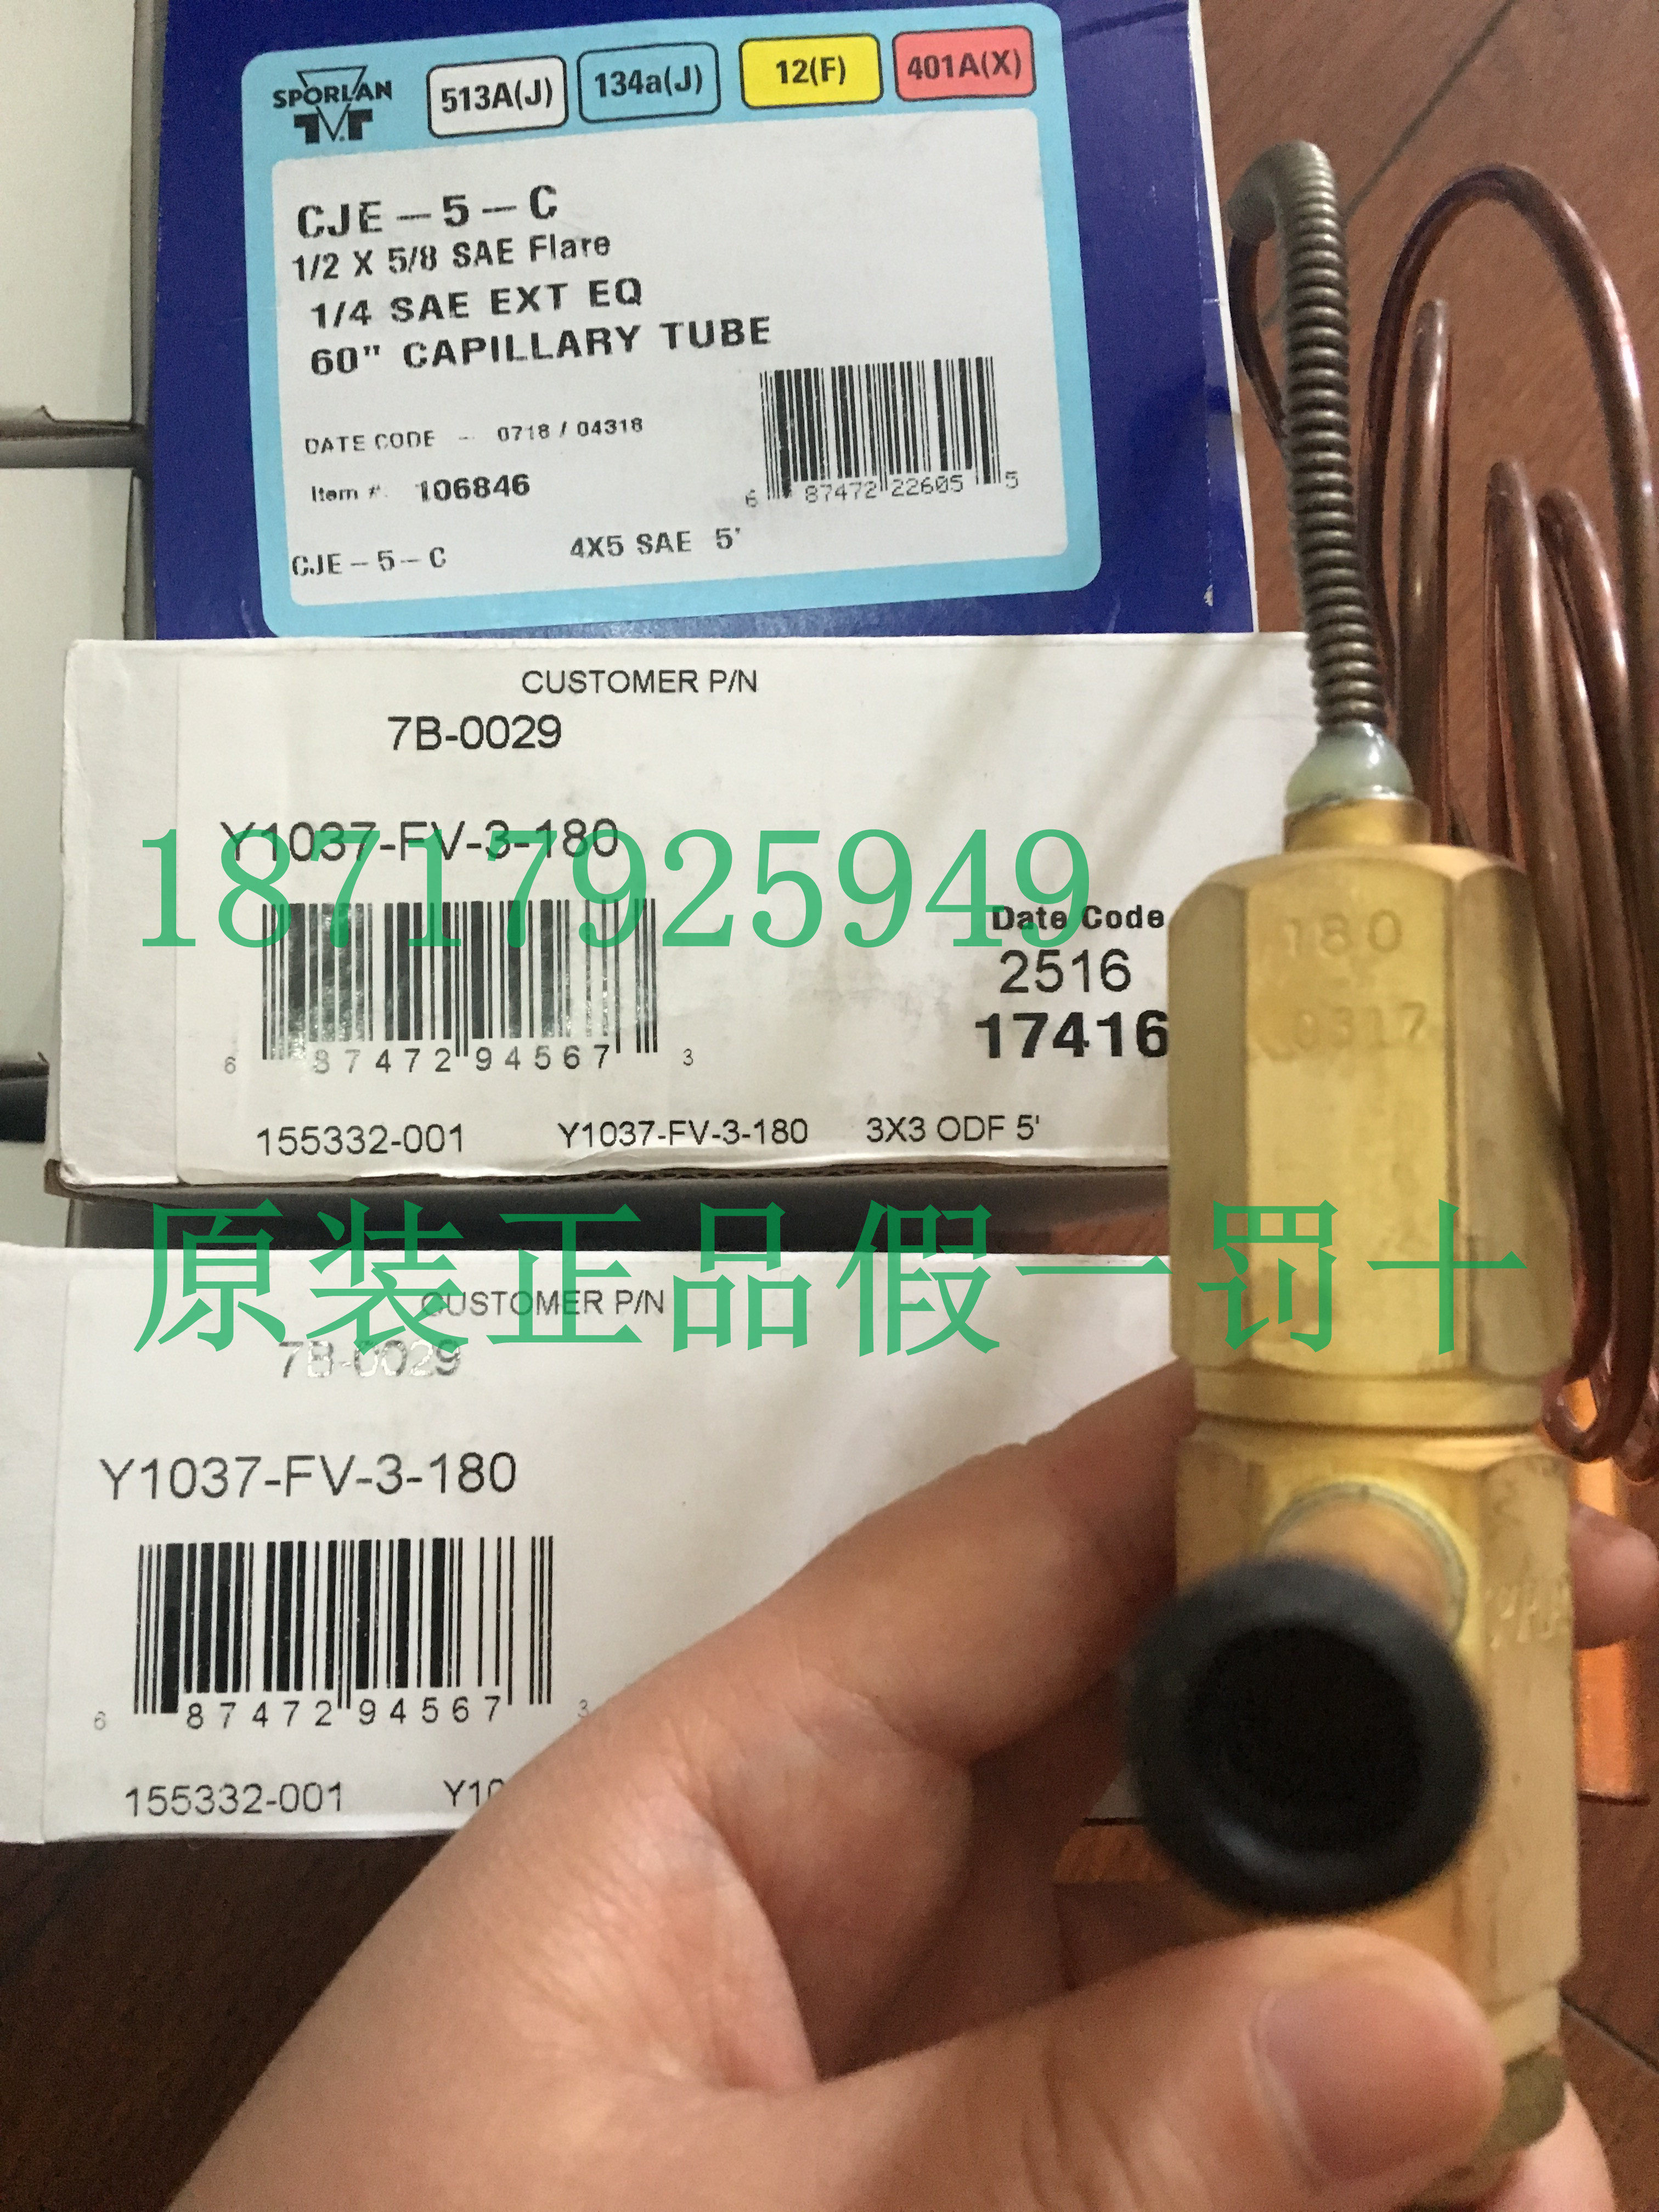 SPORLAN
513A(J) 134a(J) 12(F) 401A(X)
CJE-5-C
1/2 X 5/8 SAE Flare
1/4 SAE EXT EQ
60" CAPILLARY TUBE
DATE CODE - 0718 / 04318
Item #: 106846
6 87472 22605 5
CJE-5-C 4X5 SAE 5'
CUSTOMER P/N
7B-0029
Y1037-FV-3-180
18717925949
Date Code
2516
17416
6 87472 94567 3
155332-001 Y1037-FV-3-180 3X3 ODF 5'
180
0317
原装正品假一罚十
CUSTOMER P/N
7B-0029
Y1037-FV-3-180
6 87472 94567 3
155332-001 Y10